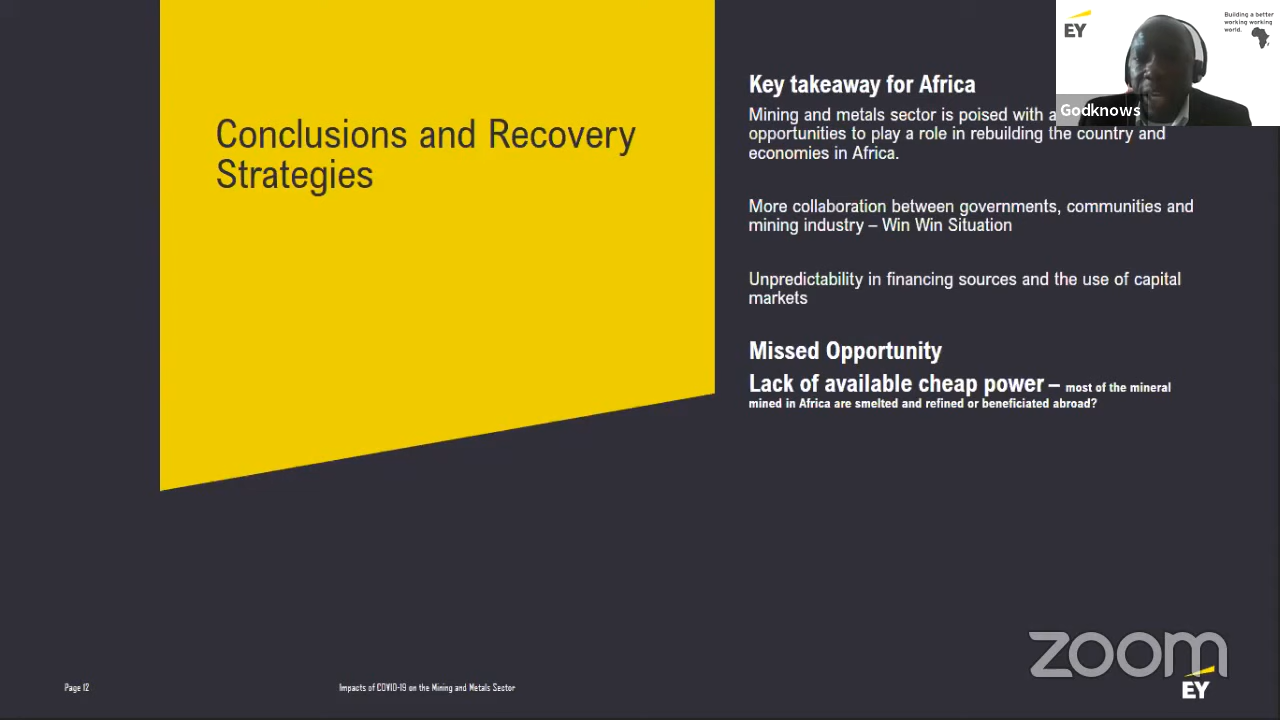 Conclusions and Recovery
Strategies
Key takeaway for Africa
Mining and metals sector is poised with a
opportunities to play a role in rebuilding the country and
economies in Africa.
More collaboration between governments, communities and
mining industry – Win Win Situation
Unpredictability in financing sources and the use of capital
markets
Missed Opportunity
Lack of available cheap power – most of the mineral
mined in Africa are smelted and refined or beneficiated abroad?
EY
Building a better
working working
world.
Godknows
Page 12
Impacts of COVID-19 on the Mining and Metals Sector
zoom
EY